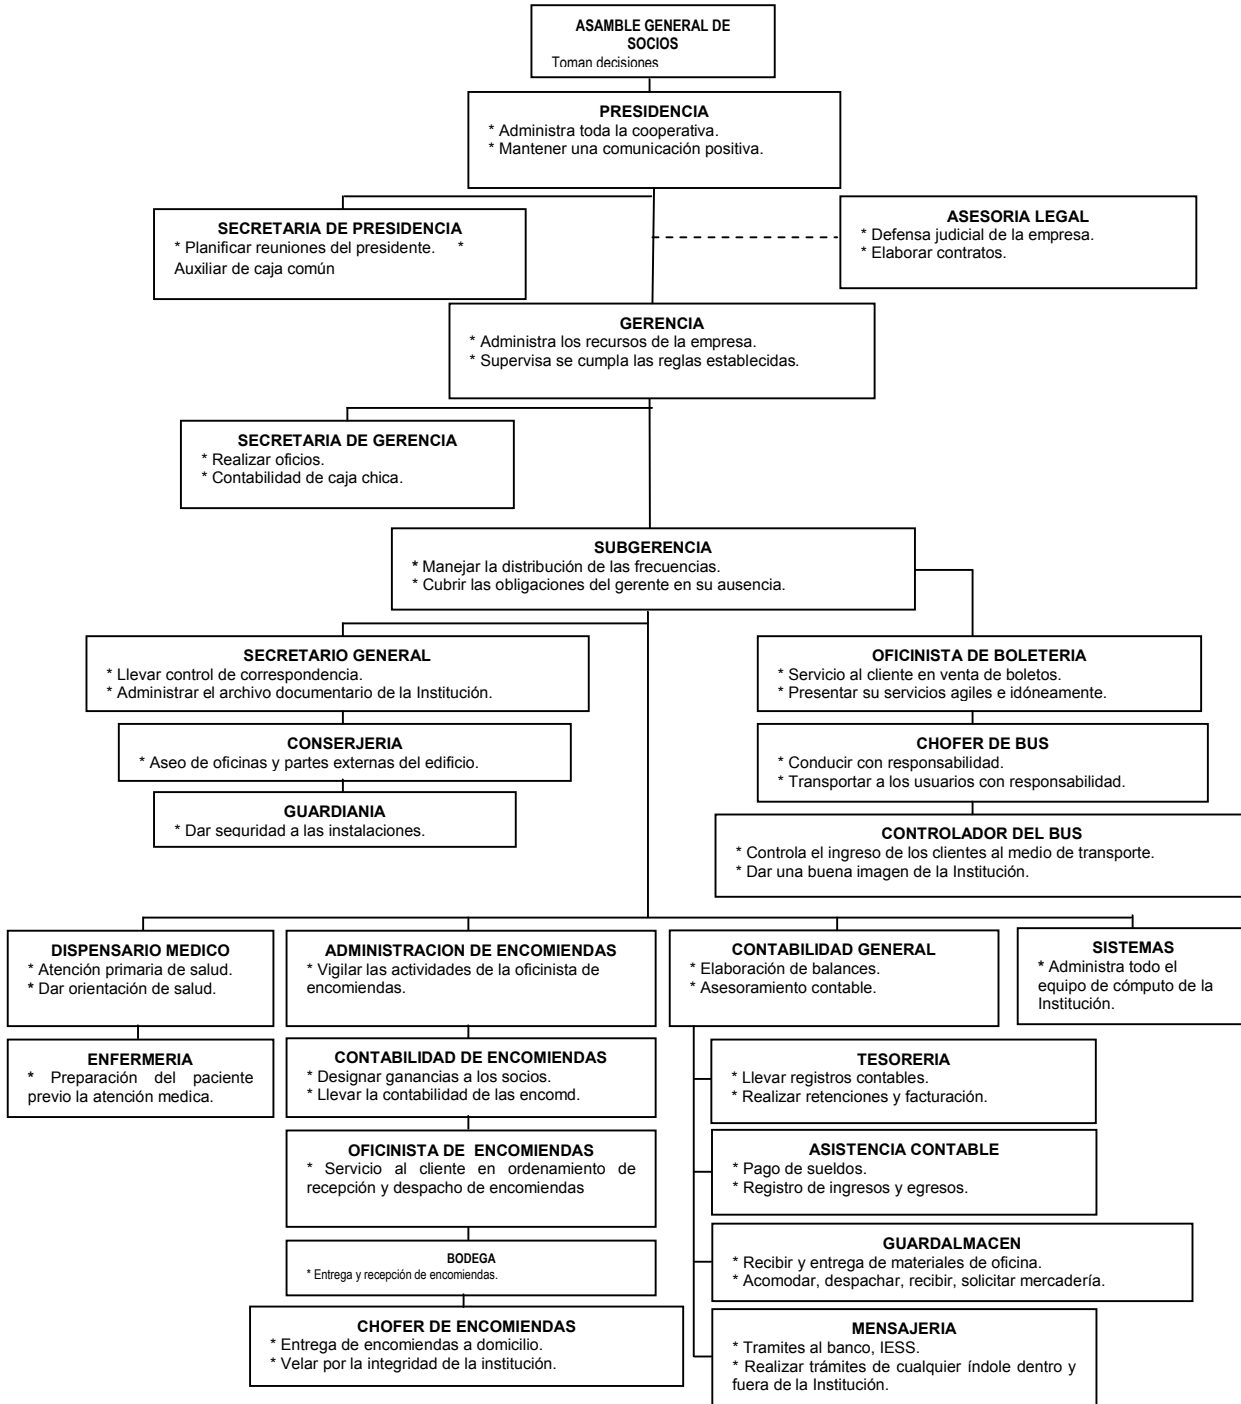 ASAMBLE GENERAL DE
SOCIOS
Toman decisiones
PRESIDENCIA
* Administra toda la cooperativa.
* Mantener una comunicación positiva.
SECRETARIA DE PRESIDENCIA
* Planificar reuniones del presidente. *
Auxiliar de caja común
ASESORIA LEGAL
* Defensa judicial de la empresa.
* Elaborar contratos.
GERENCIA
* Administra los recursos de la empresa.
* Supervisa se cumpla las reglas establecidas.
SECRETARIA DE GERENCIA
* Realizar oficios.
* Contabilidad de caja chica.
SUBGERENCIA
* Manejar la distribución de las frecuencias.
* Cubrir las obligaciones del gerente en su ausencia.
SECRETARIO GENERAL
* Llevar control de correspondencia.
* Administrar el archivo documentario de la Institución.
OFICINISTA DE BOLETERIA
* Servicio al cliente en venta de boletos.
* Presentar su servicios agiles e idóneamente.
CONSERJERIA
* Aseo de oficinas y partes externas del edificio.
CHOFER DE BUS
* Conducir con responsabilidad.
* Transportar a los usuarios con responsabilidad.
GUARDIANIA
* Dar seguridad a las instalaciones.
CONTROLADOR DEL BUS
* Controla el ingreso de los clientes al medio de transporte.
* Dar una buena imagen de la Institución.
DISPENSARIO MEDICO
* Atención primaria de salud.
* Dar orientación de salud.
ADMINISTRACION DE ENCOMIENDAS
* Vigilar las actividades de la oficinista de
encomiendas.
CONTABILIDAD GENERAL
* Elaboración de balances.
* Asesoramiento contable.
SISTEMAS
* Administra todo el
equipo de cómputo de la
Institución.
ENFERMERIA
* Preparación del paciente
previo la atención medica.
CONTABILIDAD DE ENCOMIENDAS
* Designar ganancias a los socios.
* Llevar la contabilidad de las encomd.
TESORERIA
* Llevar registros contables.
* Realizar retenciones y facturación.
OFICINISTA DE ENCOMIENDAS
* Servicio al cliente en ordenamiento de
recepción y despacho de encomiendas
ASISTENCIA CONTABLE
* Pago de sueldos.
* Registro de ingresos y egresos.
BODEGA
* Entrega y recepción de encomiendas.
GUARDALMACEN
* Recibir y entrega de materiales de oficina.
* Acomodar, despachar, recibir, solicitar mercadería.
CHOFER DE ENCOMIENDAS
* Entrega de encomiendas a domicilio.
* Velar por la integridad de la institución.
MENSAJERIA
* Tramites al banco, IESS.
* Realizar trámites de cualquier índole dentro y
fuera de la Institución.